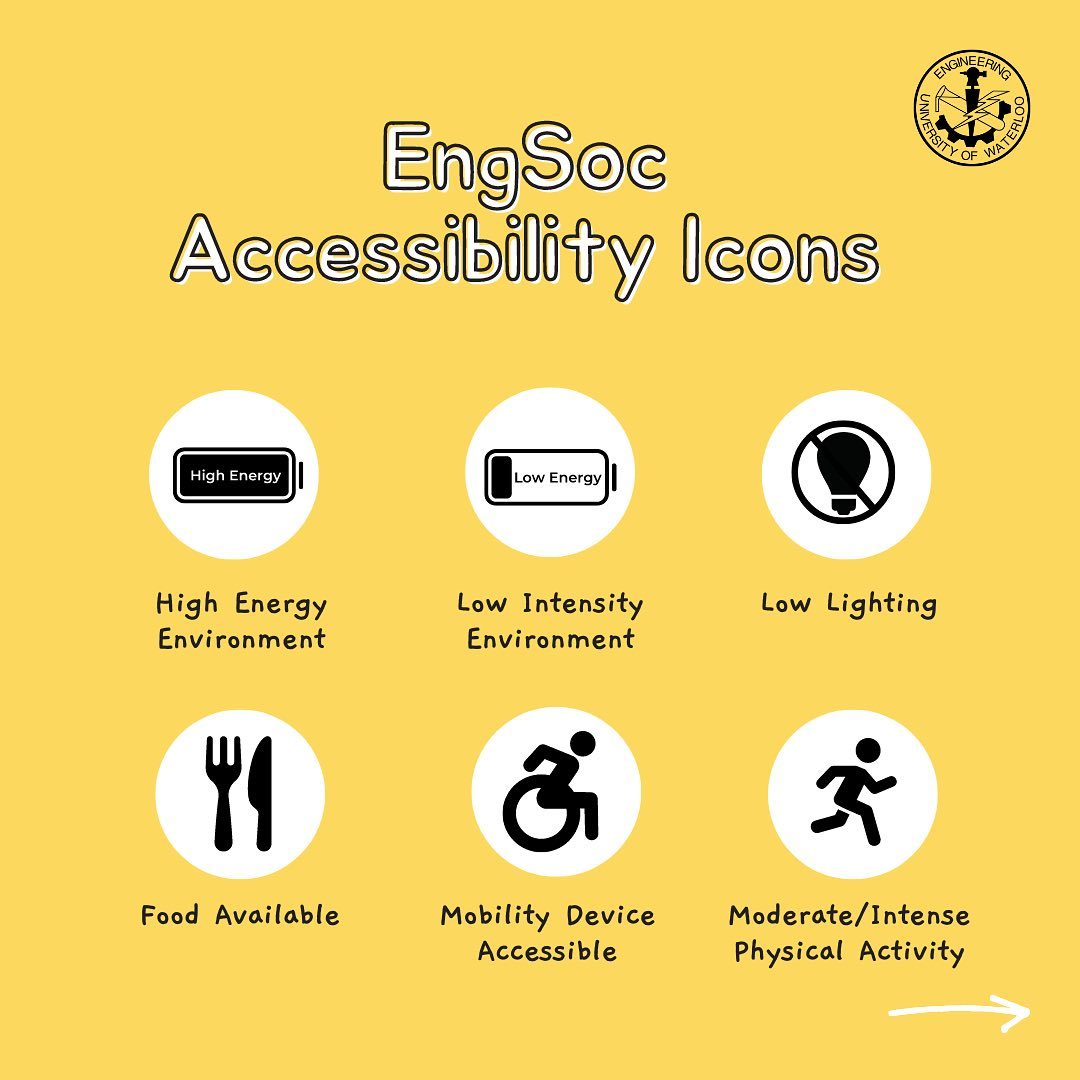 ENGINEERING
UNIVERSITY OF WATERLOO
EngSoc
Accessibility Icons
High Energy
Low Energy
High Energy
Environment
Low Intensity
Environment
Low Lighting
Food Available
Mobility Device
Accessible
Moderate/Intense
Physical Activity